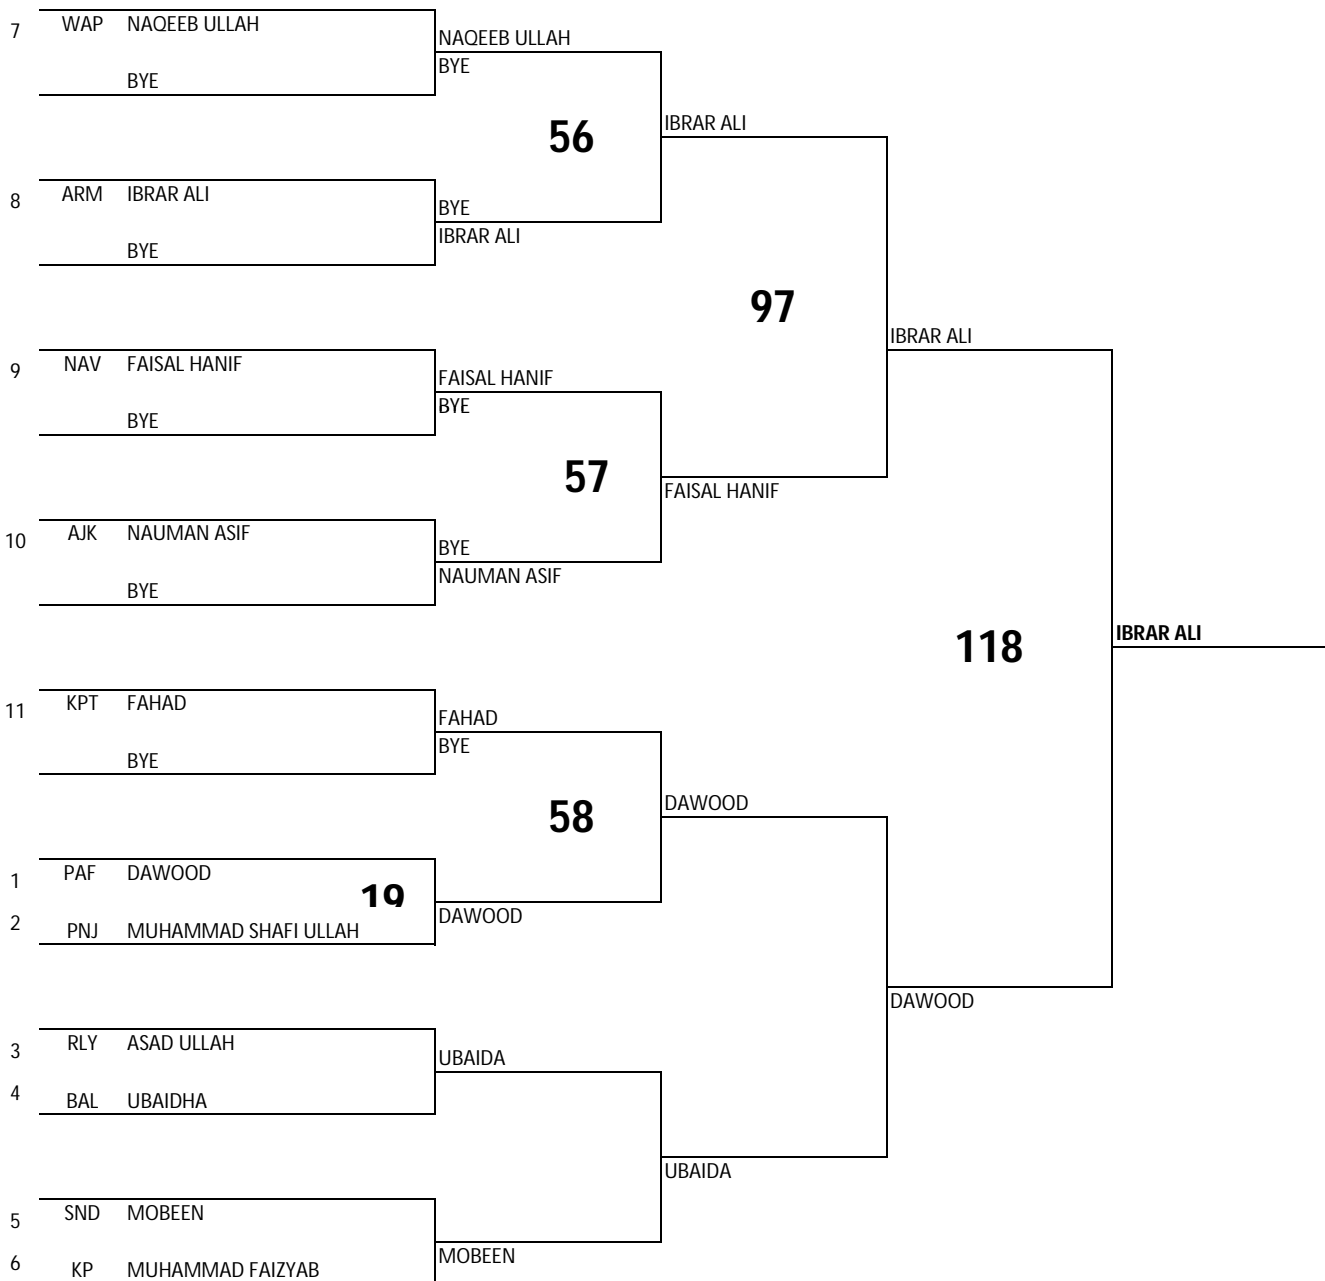 7 WAP NAQEEB ULLAH
NAQEEB ULLAH
BYE
BYE
56
IBRAR ALI
8 ARM IBRAR ALI
BYE
IBRAR ALI
BYE
97
IBRAR ALI
9 NAV FAISAL HANIF
FAISAL HANIF
BYE
BYE
57
FAISAL HANIF
10 AJK NAUMAN ASIF
BYE
NAUMAN ASIF
BYE
118
IBRAR ALI
11 KPT FAHAD
FAHAD
BYE
BYE
58
DAWOOD
1 PAF DAWOOD
19
DAWOOD
2 PNJ MUHAMMAD SHAFI ULLAH
DAWOOD
3 RLY ASAD ULLAH
UBAIDA
4 BAL UBAIDHA
UBAIDA
5 SND MOBEEN
MOBEEN
6 KP MUHAMMAD FAIZYAB